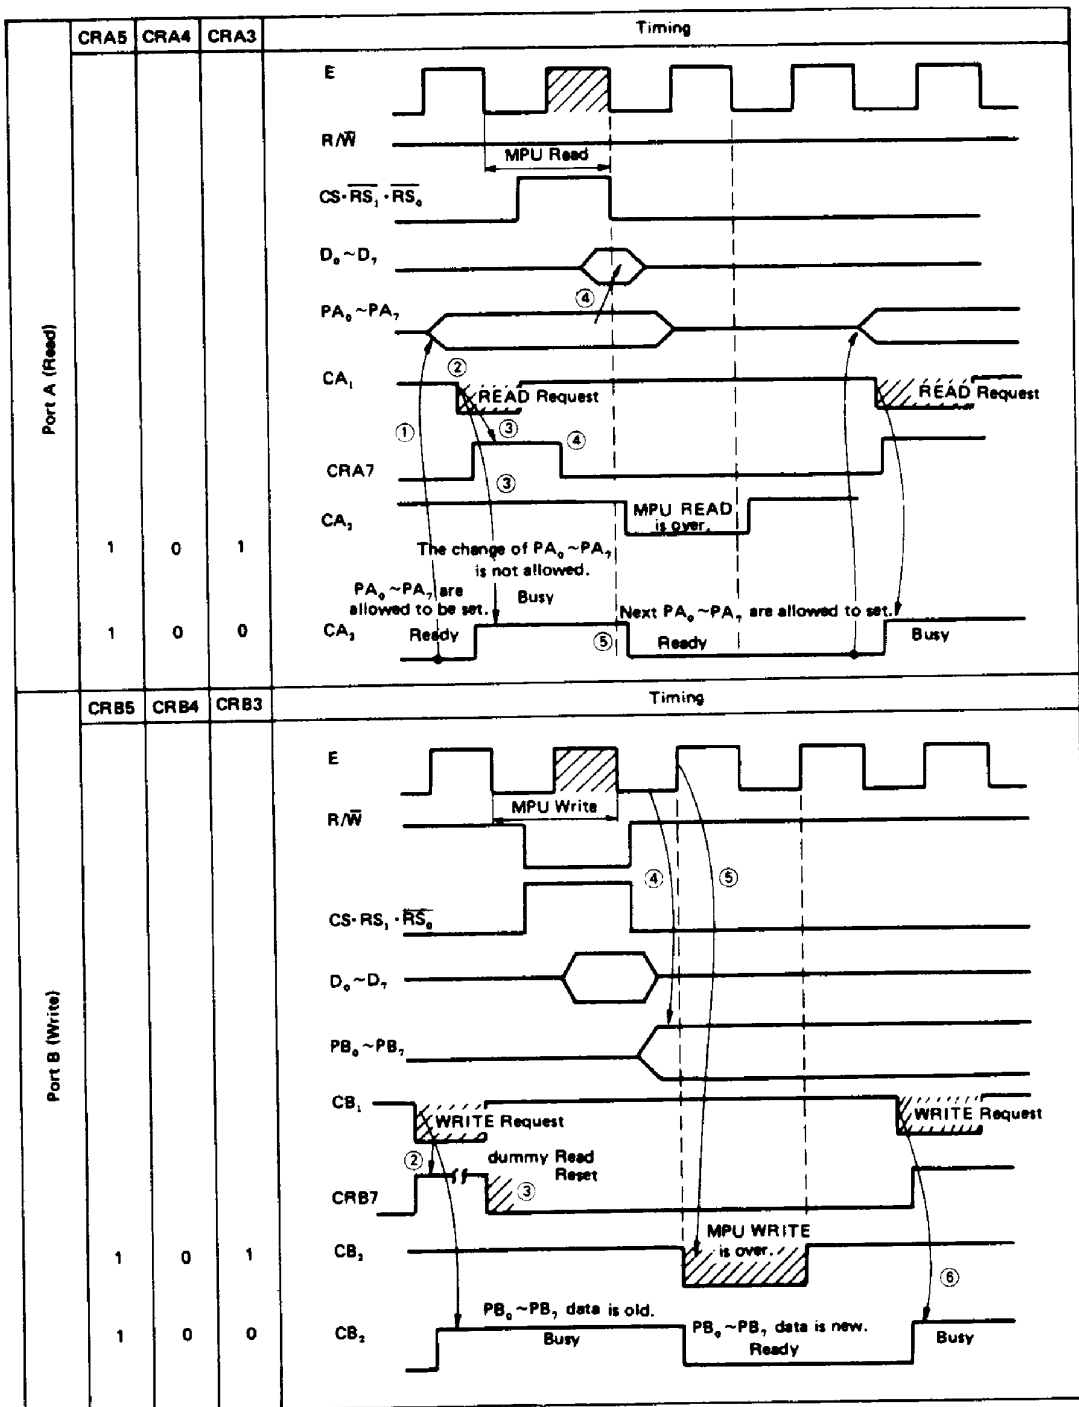 CRA5 CRA4 CRA3 Timing
E
R/W̅
MPU Read
CS·R̅S̅₁·R̅S̅₀
D₀~D₇
④
PA₀~PA₇
②
CA₁
READ Request READ Request
① ③ ④
CRA7
③
CA₂
MPU READ
is over.
1 0 1
The change of PA₀~PA₇
is not allowed.
PA₀~PA₇ are
allowed to be set.
Busy
Next PA₀~PA₇ are allowed to set.
1 0 0 CA₂ Ready ⑤ Ready Busy
Port A (Read)
CRB5 CRB4 CRB3 Timing
E
MPU Write
R/W̅
④ ⑤
CS·RS₁·R̅S̅₀
D₀~D₇
PB₀~PB₇
CB₁
WRITE Request WRITE Request
② dummy Read
Reset
CRB7 ③
MPU WRITE
is over.
1 0 1 CB₂
⑥
PB₀~PB₇ data is old.
PB₀~PB₇ data is new.
1 0 0 CB₂ Busy Ready Busy
Port B (Write)